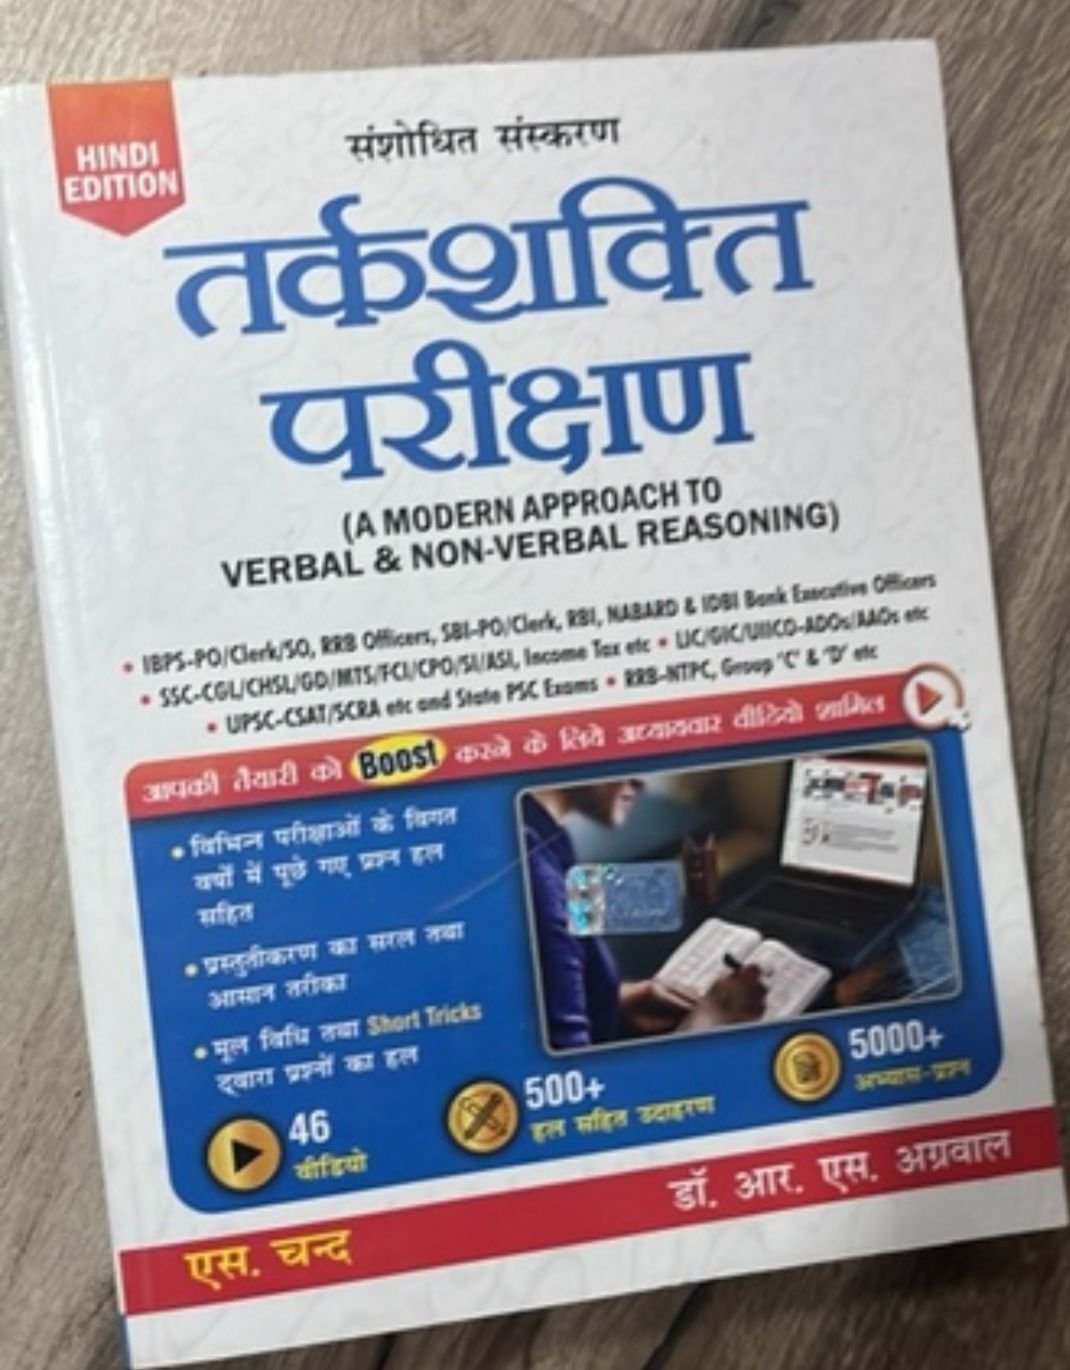 HINDI
EDITION
संशोधित संस्करण
तर्कशक्ति
परीक्षण
(A MODERN APPROACH TO
VERBAL & NON-VERBAL REASONING)
• IBPS-PO/Clerk/SO, RRB Officers, SBI-PO/Clerk, RBI, NABARD & IDBI Bank Executive Officers
• SSC-CGL/CHSL/GD/MTS/FCI/CPO/SI/ASI, Income Tax etc • LIC/GIC/UIICO-ADOs/AAOs etc
• UPSC-CSAT/SCRA etc and State PSC Exams • RRB-NTPC, Group 'C' & 'D' etc
आपकी तैयारी को Boost करने के लिये अध्यायवार वीडियो शामिल
• विभिन्न परीक्षाओं के विगत
वर्षों में पूछे गए प्रश्न हल
सहित
• प्रस्तुतीकरण का सरल तथा
आसान तरीका
• मूल विधि तथा Short Tricks
द्वारा प्रश्नों का हल
46
वीडियो
500+
हल सहित उदाहरण
5000+
अभ्यास-प्रश्न
एस. चन्द
डॉ. आर. एस. अग्रवाल